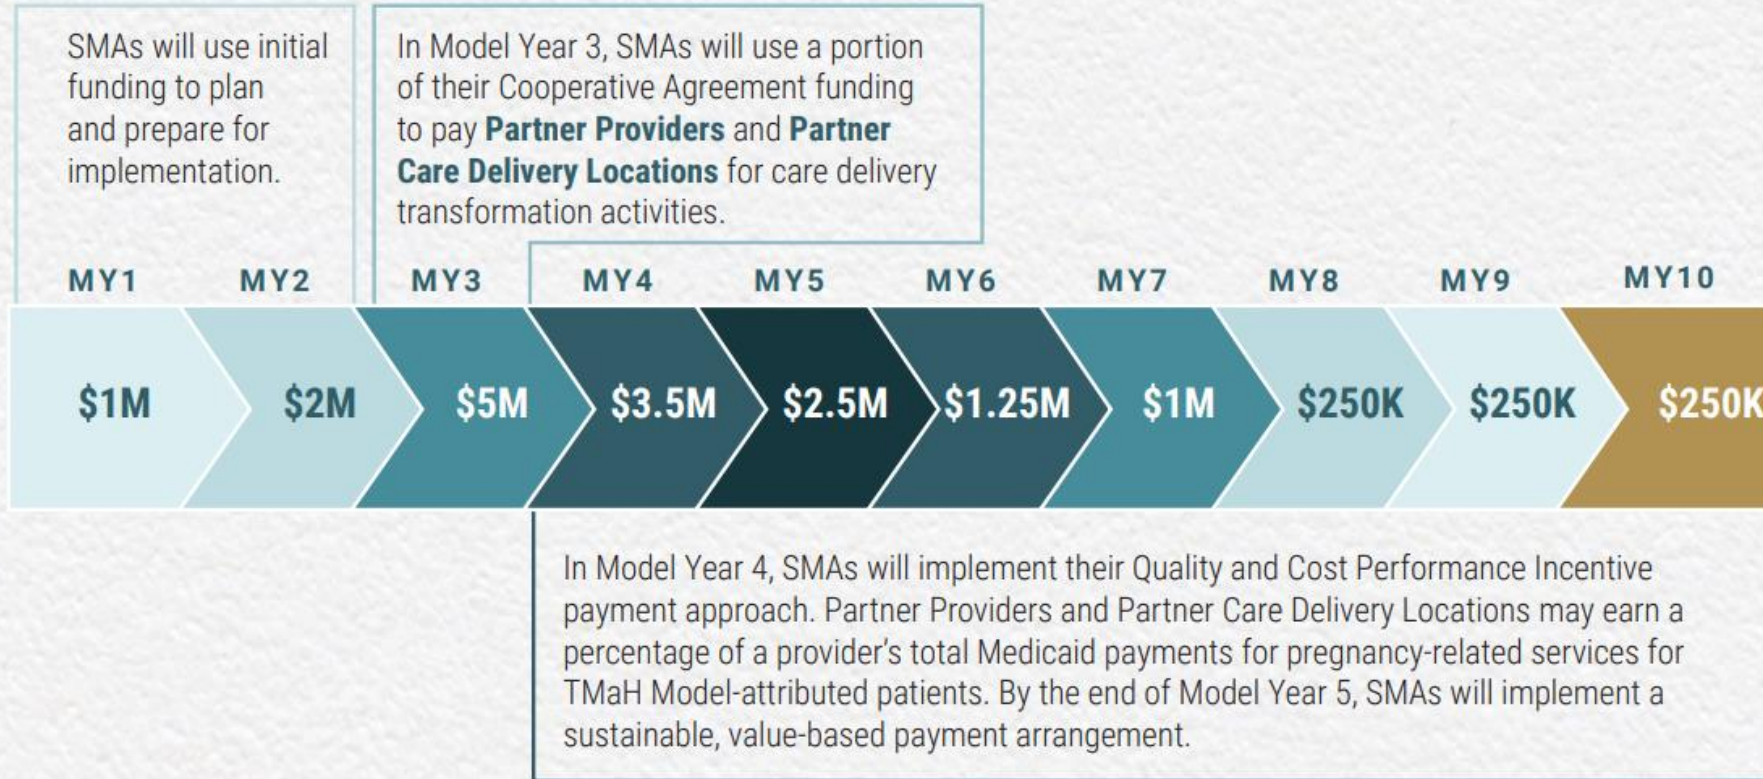 SMAs will use initial
funding to plan
and prepare for
implementation.
In Model Year 3, SMAs will use a portion
of their Cooperative Agreement funding
to pay Partner Providers and Partner
Care Delivery Locations for care delivery
transformation activities.
MY1 MY2 MY3 MY4 MY5 MY6 MY7 MY8 MY9 MY10
$1M $2M $5M $3.5M $2.5M $1.25M $1M $250K $250K $250K
In Model Year 4, SMAs will implement their Quality and Cost Performance Incentive
payment approach. Partner Providers and Partner Care Delivery Locations may earn a
percentage of a provider's total Medicaid payments for pregnancy-related services for
TMaH Model-attributed patients. By the end of Model Year 5, SMAs will implement a
sustainable, value-based payment arrangement.